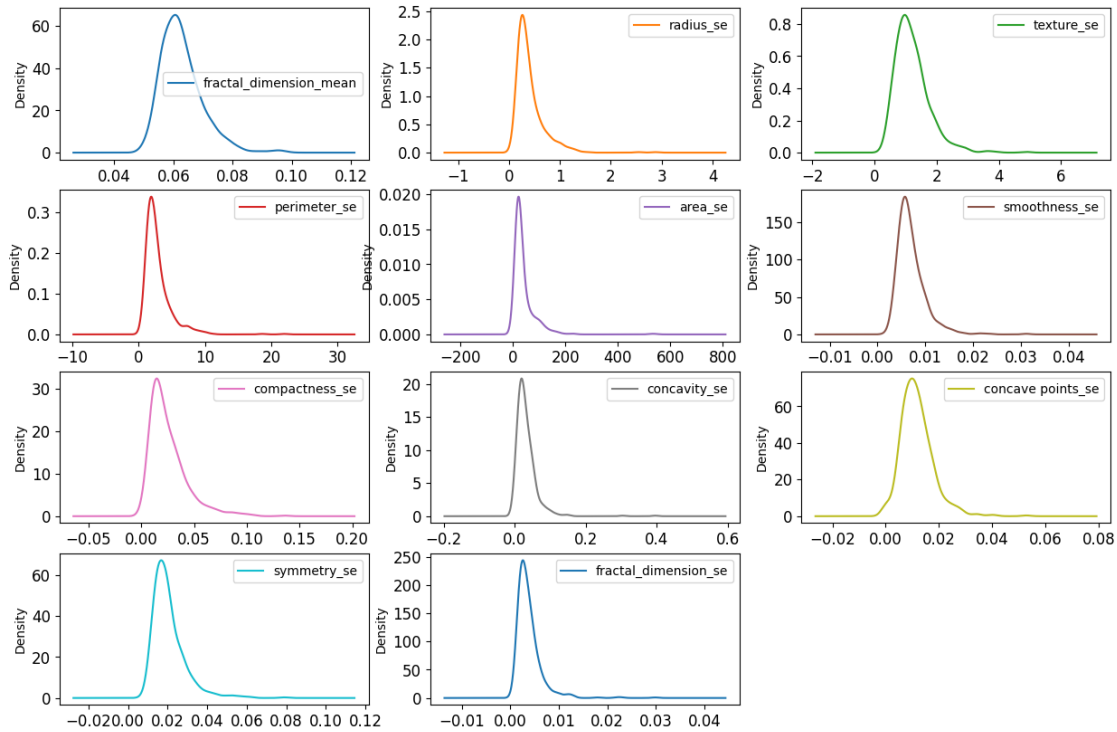 Density
60
40
20
0
fractal_dimension_mean
0.04 0.06 0.08 0.10 0.12
Density
2.5
2.0
1.5
1.0
0.5
0.0
radius_se
−1 0 1 2 3 4
Density
0.8
0.6
0.4
0.2
0.0
texture_se
−2 0 2 4 6
Density
0.3
0.2
0.1
0.0
perimeter_se
−10 0 10 20 30
Density
0.020
0.015
0.010
0.005
0.000
area_se
−200 0 200 400 600 800
Density
150
100
50
0
smoothness_se
−0.01 0.00 0.01 0.02 0.03 0.04
Density
30
20
10
0
compactness_se
−0.05 0.00 0.05 0.10 0.15 0.20
Density
20
15
10
5
0
concavity_se
−0.2 0.0 0.2 0.4 0.6
Density
60
40
20
0
concave points_se
−0.02 0.00 0.02 0.04 0.06 0.08
Density
60
40
20
0
symmetry_se
−0.02 0.00 0.02 0.04 0.06 0.08 0.10 0.12
Density
250
200
150
100
50
0
fractal_dimension_se
−0.01 0.00 0.01 0.02 0.03 0.04